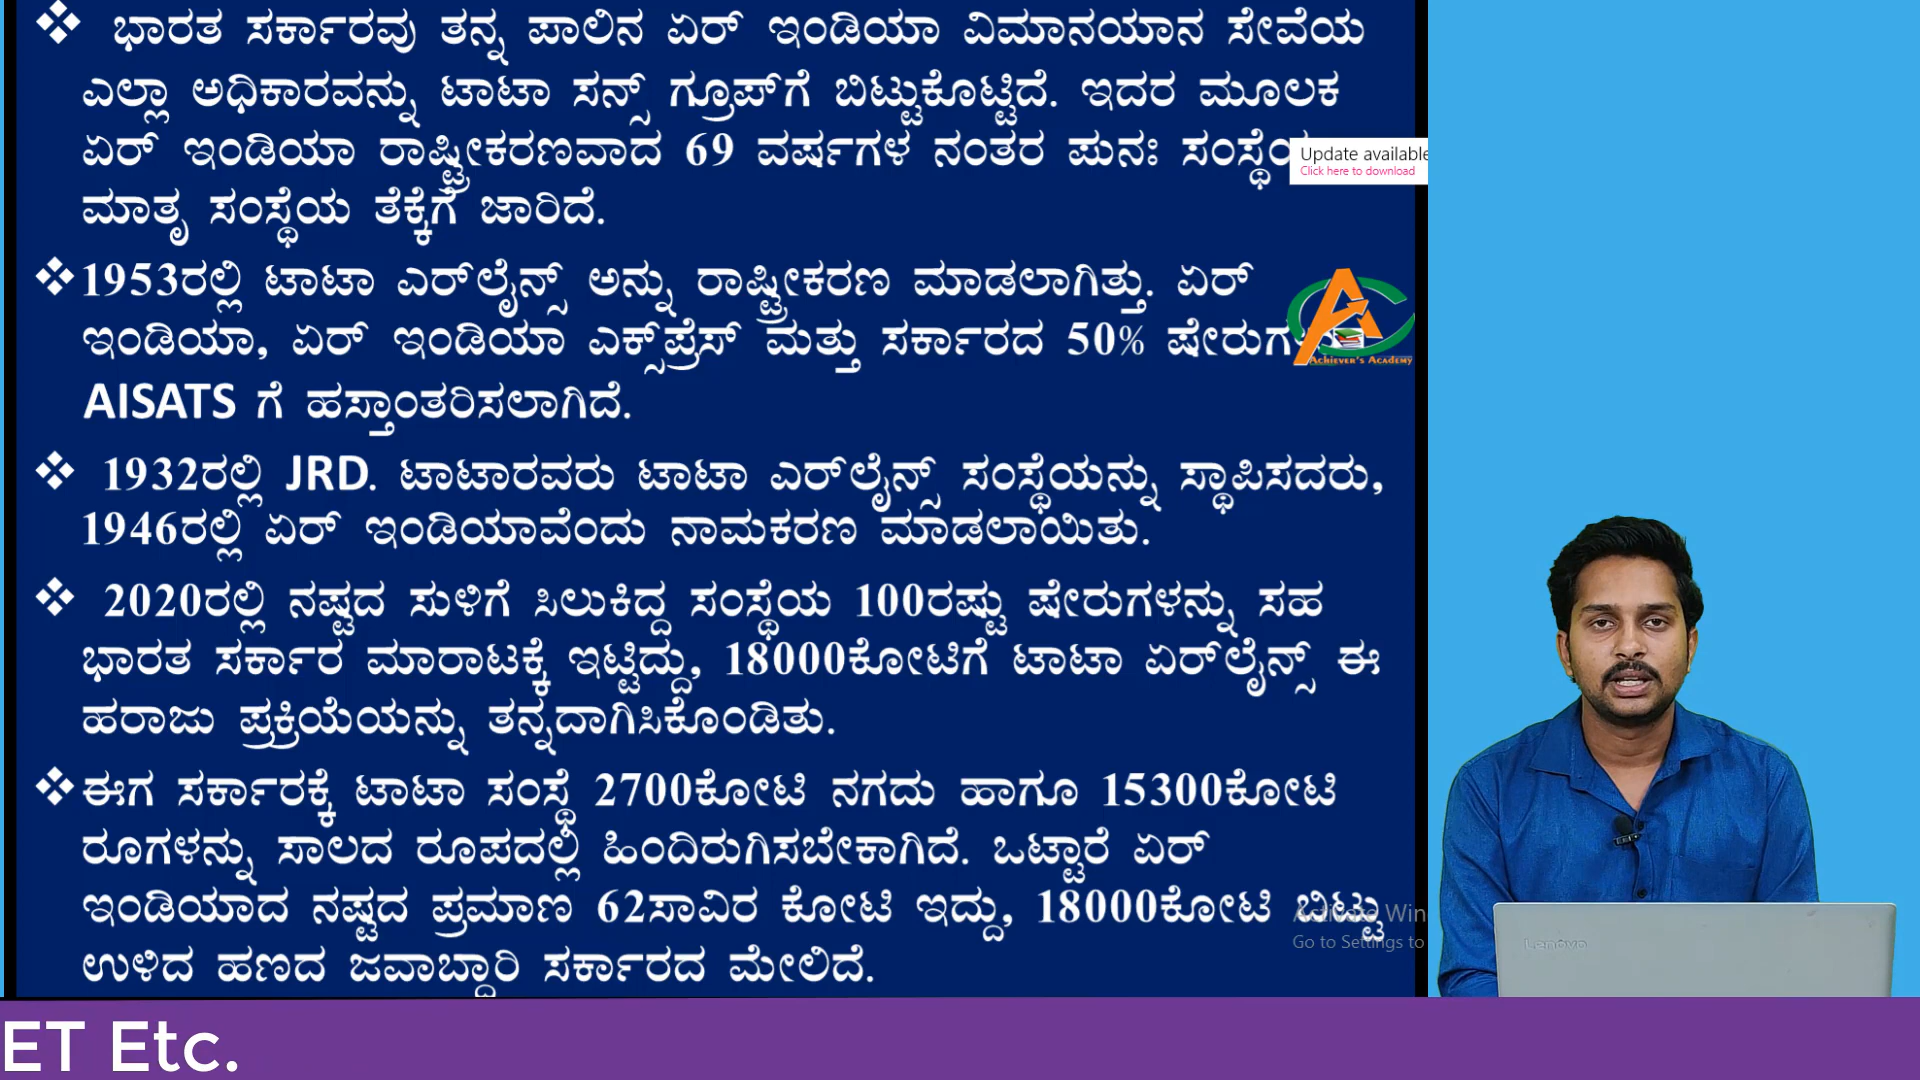 ❖ ಭಾರತ ಸರ್ಕಾರವು ತನ್ನ ಪಾಲಿನ ಏರ್ ಇಂಡಿಯಾ ವಿಮಾನಯಾನ ಸೇವೆಯ
ಎಲ್ಲಾ ಅಧಿಕಾರವನ್ನು ಟಾಟಾ ಸನ್ಸ್ ಗ್ರೂಪ್‌ಗೆ ಬಿಟ್ಟುಕೊಟ್ಟಿದೆ. ಇದರ ಮೂಲಕ
ಏರ್ ಇಂಡಿಯಾ ರಾಷ್ಟ್ರೀಕರಣವಾದ 69 ವರ್ಷಗಳ ನಂತರ ಪುನಃ
Update available
Click here to download
ಮಾತೃ ಸಂಸ್ಥೆಯ ತೆಕ್ಕೆಗೆ ಜಾರಿದೆ.
❖ 1953ರಲ್ಲಿ ಟಾಟಾ ಎರ್‌ಲೈನ್ಸ್ ಅನ್ನು ರಾಷ್ಟ್ರೀಕರಣ ಮಾಡಲಾಗಿತ್ತು. ಏರ್
ಇಂಡಿಯಾ, ಏರ್ ಇಂಡಿಯಾ ಎಕ್ಸ್‌ಪ್ರೆಸ್ ಮತ್ತು ಸರ್ಕಾರದ 50%
ACHIEVER'S ACADEMY
AISATS ಗೆ ಹಸ್ತಾಂತರಿಸಲಾಗಿದೆ.
❖ 1932ರಲ್ಲಿ JRD. ಟಾಟಾರವರು ಟಾಟಾ ಎರ್‌ಲೈನ್ಸ್ ಸಂಸ್ಥೆಯನ್ನು ಸ್ಥಾಪಿಸದರು,
1946ರಲ್ಲಿ ಏರ್ ಇಂಡಿಯಾವೆಂದು ನಾಮಕರಣ ಮಾಡಲಾಯಿತು.
❖ 2020ರಲ್ಲಿ ನಷ್ಟದ ಸುಳಿಗೆ ಸಿಲುಕಿದ್ದ ಸಂಸ್ಥೆಯ 100ರಷ್ಟು ಷೇರುಗಳನ್ನು ಸಹ
ಭಾರತ ಸರ್ಕಾರ ಮಾರಾಟಕ್ಕೆ ಇಟ್ಟಿದ್ದು, 18000ಕೋಟಿಗೆ ಟಾಟಾ ಏರ್‌ಲೈನ್ಸ್ ಈ
ಹರಾಜು ಪ್ರಕ್ರಿಯೆಯನ್ನು ತನ್ನದಾಗಿಸಿಕೊಂಡಿತು.
❖ ಈಗ ಸರ್ಕಾರಕ್ಕೆ ಟಾಟಾ ಸಂಸ್ಥೆ 2700ಕೋಟಿ ನಗದು ಹಾಗೂ 15300ಕೋಟಿ
ರೂಗಳನ್ನು ಸಾಲದ ರೂಪದಲ್ಲಿ ಹಿಂದಿರುಗಿಸಬೇಕಾಗಿದೆ. ಒಟ್ಟಾರೆ ಏರ್
ಇಂಡಿಯಾದ ನಷ್ಟದ ಪ್ರಮಾಣ 62ಸಾವಿರ ಕೋಟಿ ಇದ್ದು, 18000ಕೋಟಿ ಬಿಟ್ಟು
Activate Win
Go to Settings to
ಉಳಿದ ಹಣದ ಜವಾಬ್ದಾರಿ ಸರ್ಕಾರದ ಮೇಲಿದೆ.
Lenovo
ET Etc.